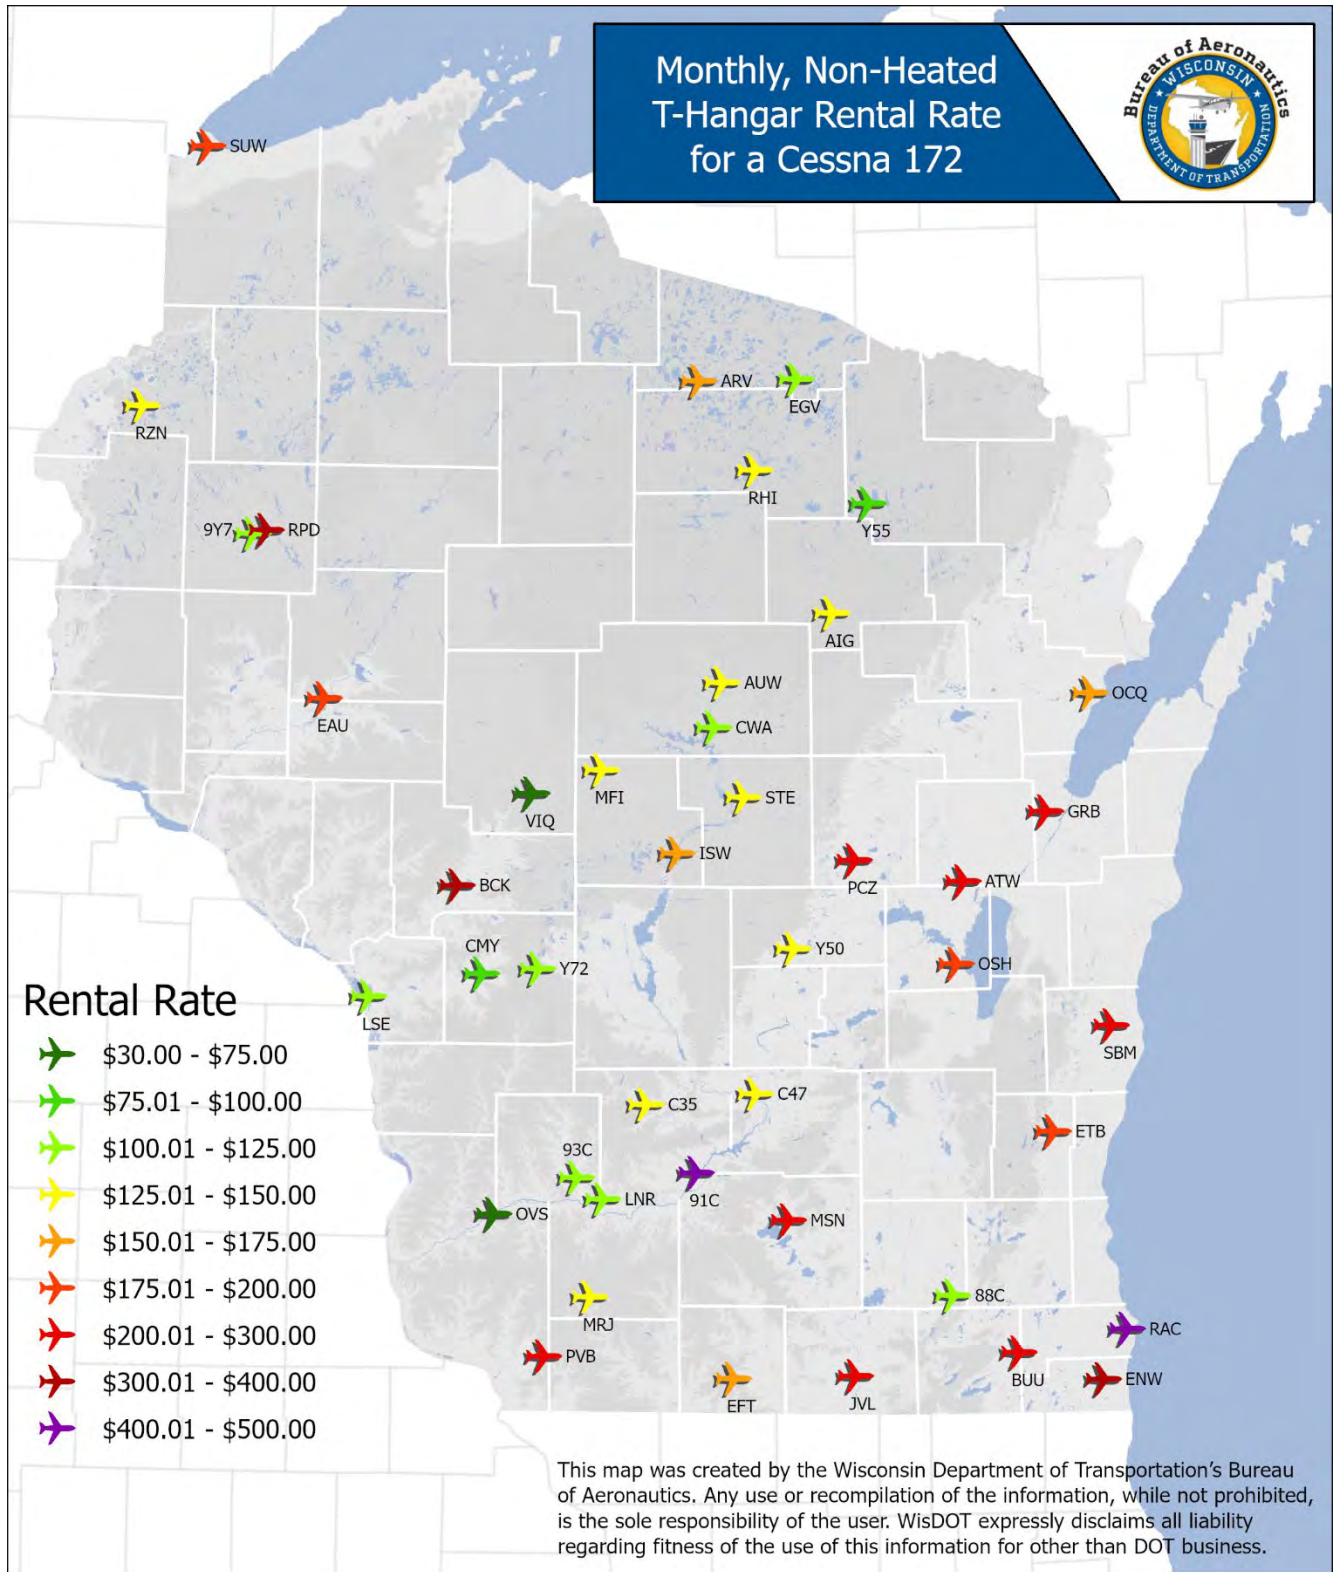 Monthly, Non-Heated
T-Hangar Rental Rate
for a Cessna 172
Bureau of Aeronautics
WISCONSIN
DEPARTMENT OF TRANSPORTATION
SUW
ARV
EGV
RZN
RHI
Y55
9Y7
RPD
AIG
AUW
OCQ
EAU
CWA
MFI
STE
VIQ
GRB
ISW
PCZ
ATW
BCK
CMY
Y72
Y50
OSH
LSE
SBM
C35
C47
ETB
93C
LNR
91C
OVS
MSN
88C
MRJ
RAC
PVB
BUU
ENW
EFT
JVL
Rental Rate
$30.00 - $75.00
$75.01 - $100.00
$100.01 - $125.00
$125.01 - $150.00
$150.01 - $175.00
$175.01 - $200.00
$200.01 - $300.00
$300.01 - $400.00
$400.01 - $500.00
This map was created by the Wisconsin Department of Transportation's Bureau
of Aeronautics. Any use or recompilation of the information, while not prohibited,
is the sole responsibility of the user. WisDOT expressly disclaims all liability
regarding fitness of the use of this information for other than DOT business.